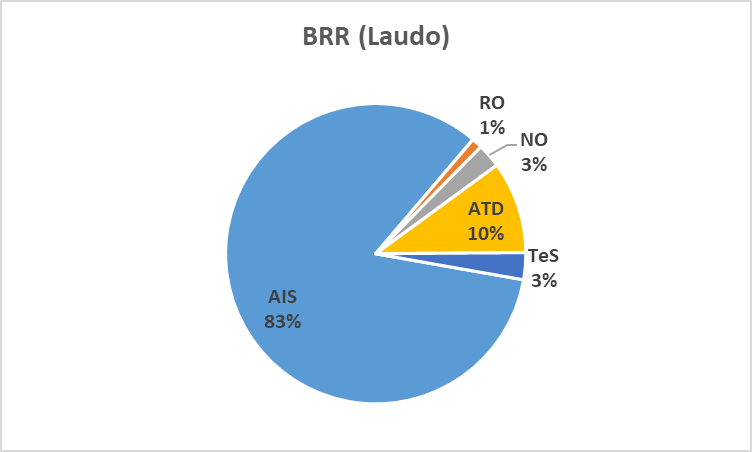 BRR (Laudo)
RO
1%
NO
3%
ATD
10%
TeS
3%
AIS
83%